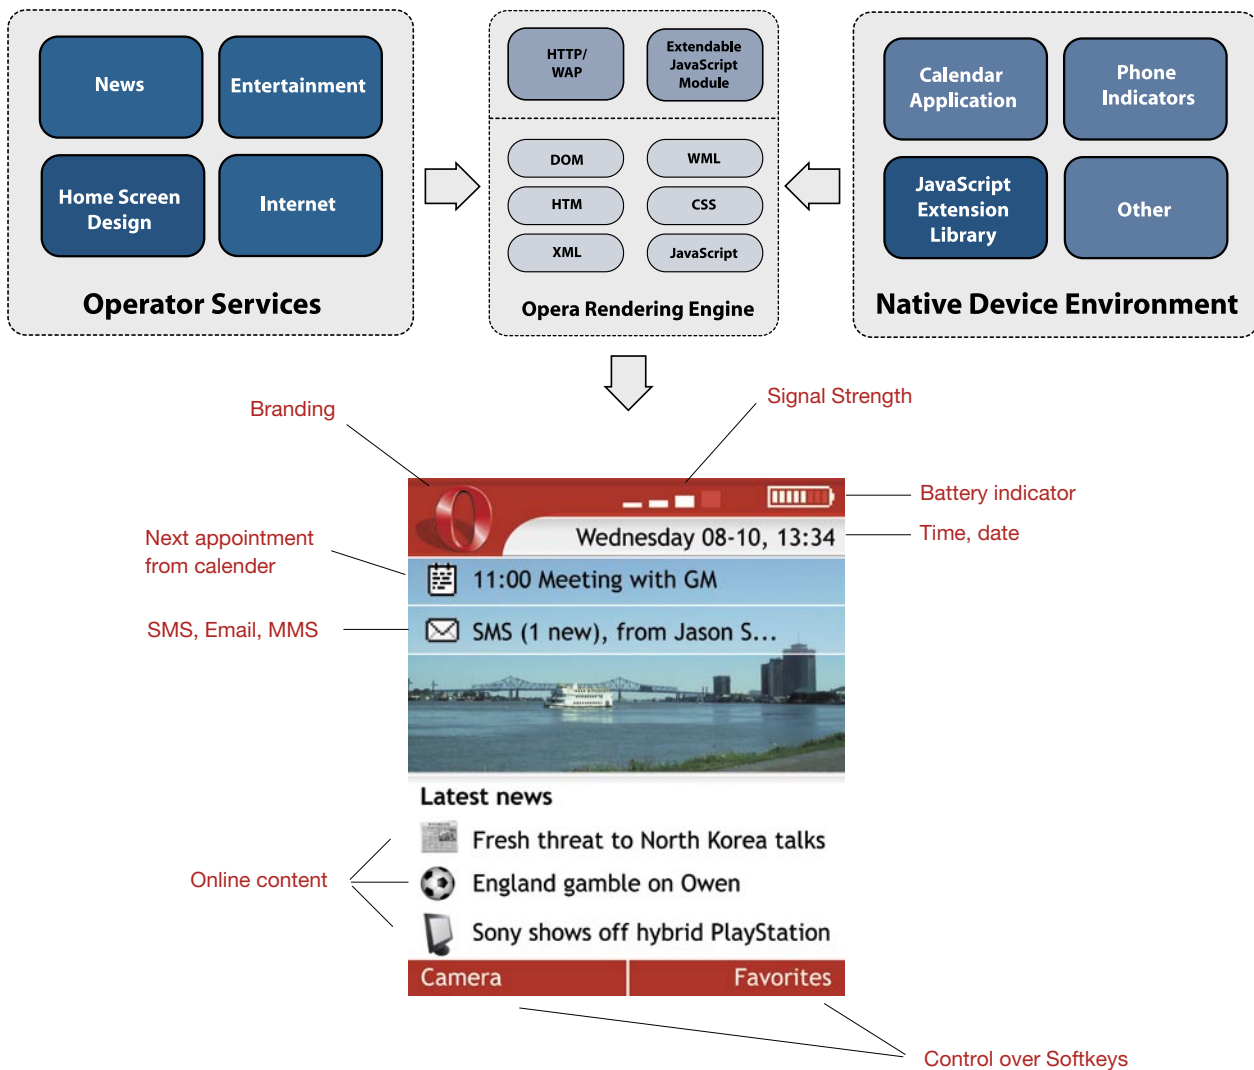 News
Entertainment
Home Screen
Design
Internet
Operator Services
HTTP/
WAP
Extendable
JavaScript
Module
DOM
WML
HTM
CSS
XML
JavaScript
Opera Rendering Engine
Calendar
Application
Phone
Indicators
JavaScript
Extension
Library
Other
Native Device Environment
Branding
Signal Strength
Battery indicator
Time, date
Next appointment
from calender
SMS, Email, MMS
Wednesday 08-10, 13:34
11:00 Meeting with GM
SMS (1 new), from Jason S...
Latest news
Fresh threat to North Korea talks
England gamble on Owen
Sony shows off hybrid PlayStation
Online content
Camera
Favorites
Control over Softkeys